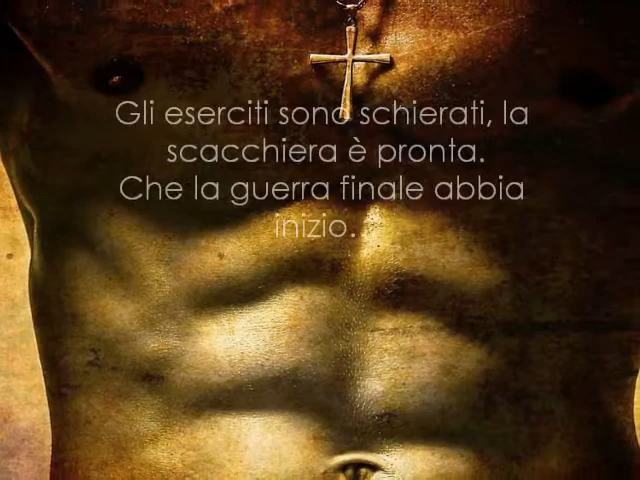 Gli eserciti sono schierati, la
scacchiera è pronta.
Che la guerra finale abbia
inizio...